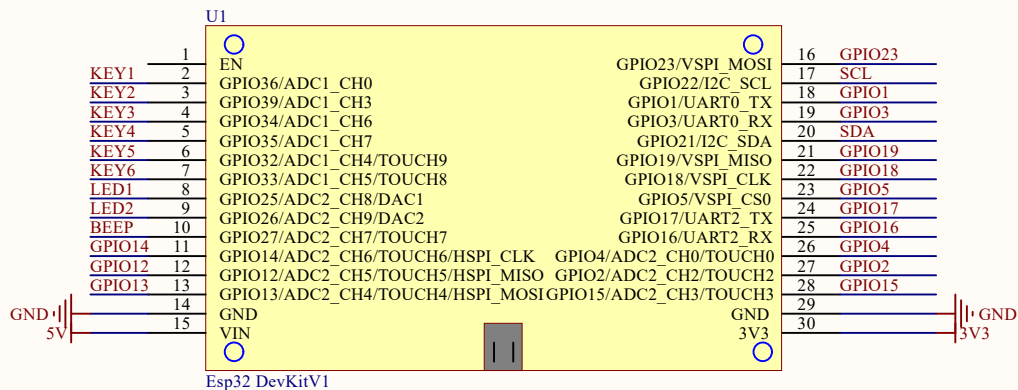 U1
1 EN GPIO23/VSPI_MOSI 16 GPIO23
KEY1 2 GPIO36/ADC1_CH0 GPIO22/I2C_SCL 17 SCL
KEY2 3 GPIO39/ADC1_CH3 GPIO1/UART0_TX 18 GPIO1
KEY3 4 GPIO34/ADC1_CH6 GPIO3/UART0_RX 19 GPIO3
KEY4 5 GPIO35/ADC1_CH7 GPIO21/I2C_SDA 20 SDA
KEY5 6 GPIO32/ADC1_CH4/TOUCH9 GPIO19/VSPI_MISO 21 GPIO19
KEY6 7 GPIO33/ADC1_CH5/TOUCH8 GPIO18/VSPI_CLK 22 GPIO18
LED1 8 GPIO25/ADC2_CH8/DAC1 GPIO5/VSPI_CS0 23 GPIO5
LED2 9 GPIO26/ADC2_CH9/DAC2 GPIO17/UART2_TX 24 GPIO17
BEEP 10 GPIO27/ADC2_CH7/TOUCH7 GPIO16/UART2_RX 25 GPIO16
GPIO14 11 GPIO14/ADC2_CH6/TOUCH6/HSPI_CLK GPIO4/ADC2_CH0/TOUCH0 26 GPIO4
GPIO12 12 GPIO12/ADC2_CH5/TOUCH5/HSPI_MISO GPIO2/ADC2_CH2/TOUCH2 27 GPIO2
GPIO13 13 GPIO13/ADC2_CH4/TOUCH4/HSPI_MOSI GPIO15/ADC2_CH3/TOUCH3 28 GPIO15
GND 14 GND GND 29 GND
5V 15 VIN 3V3 30 3V3
Esp32 DevKitV1